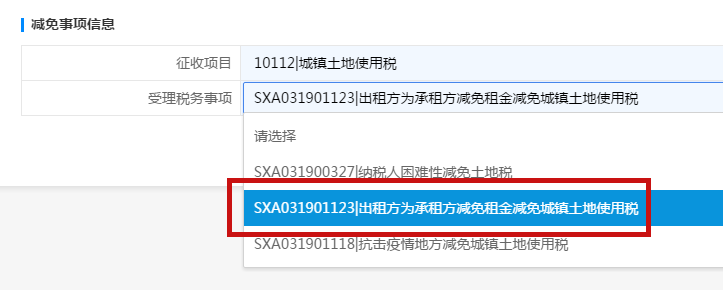 减免事项信息
征收项目 10112|城镇土地使用税
受理税务事项 SXA031901123|出租方为承租方减免租金减免城镇土地使用税
请选择
SXA031900327|纳税人困难性减免土地税
SXA031901123|出租方为承租方减免租金减免城镇土地使用税
SXA031901118|抗击疫情地方减免城镇土地使用税